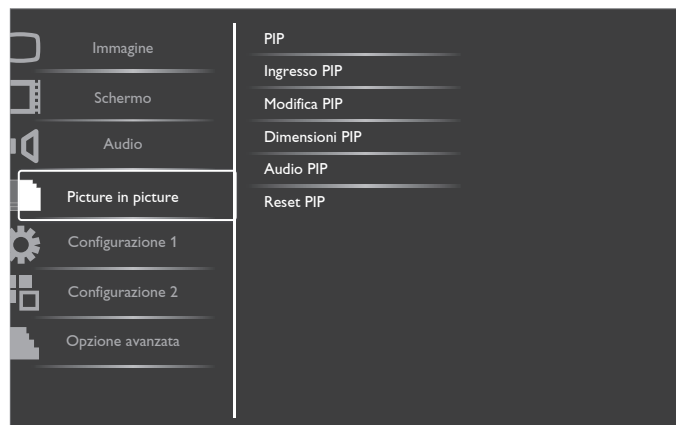 Immagine
Schermo
Audio
Picture in picture
Configurazione 1
Configurazione 2
Opzione avanzata
PIP
Ingresso PIP
Modifica PIP
Dimensioni PIP
Audio PIP
Reset PIP